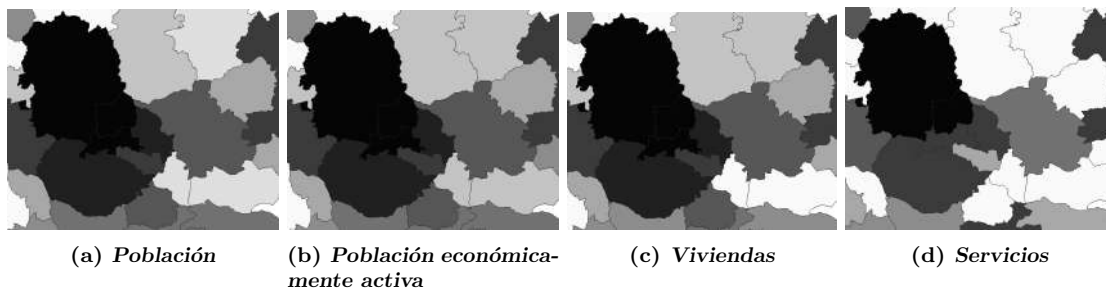 (a) Población
(b) Población económica-
mente activa
(c) Viviendas
(d) Servicios